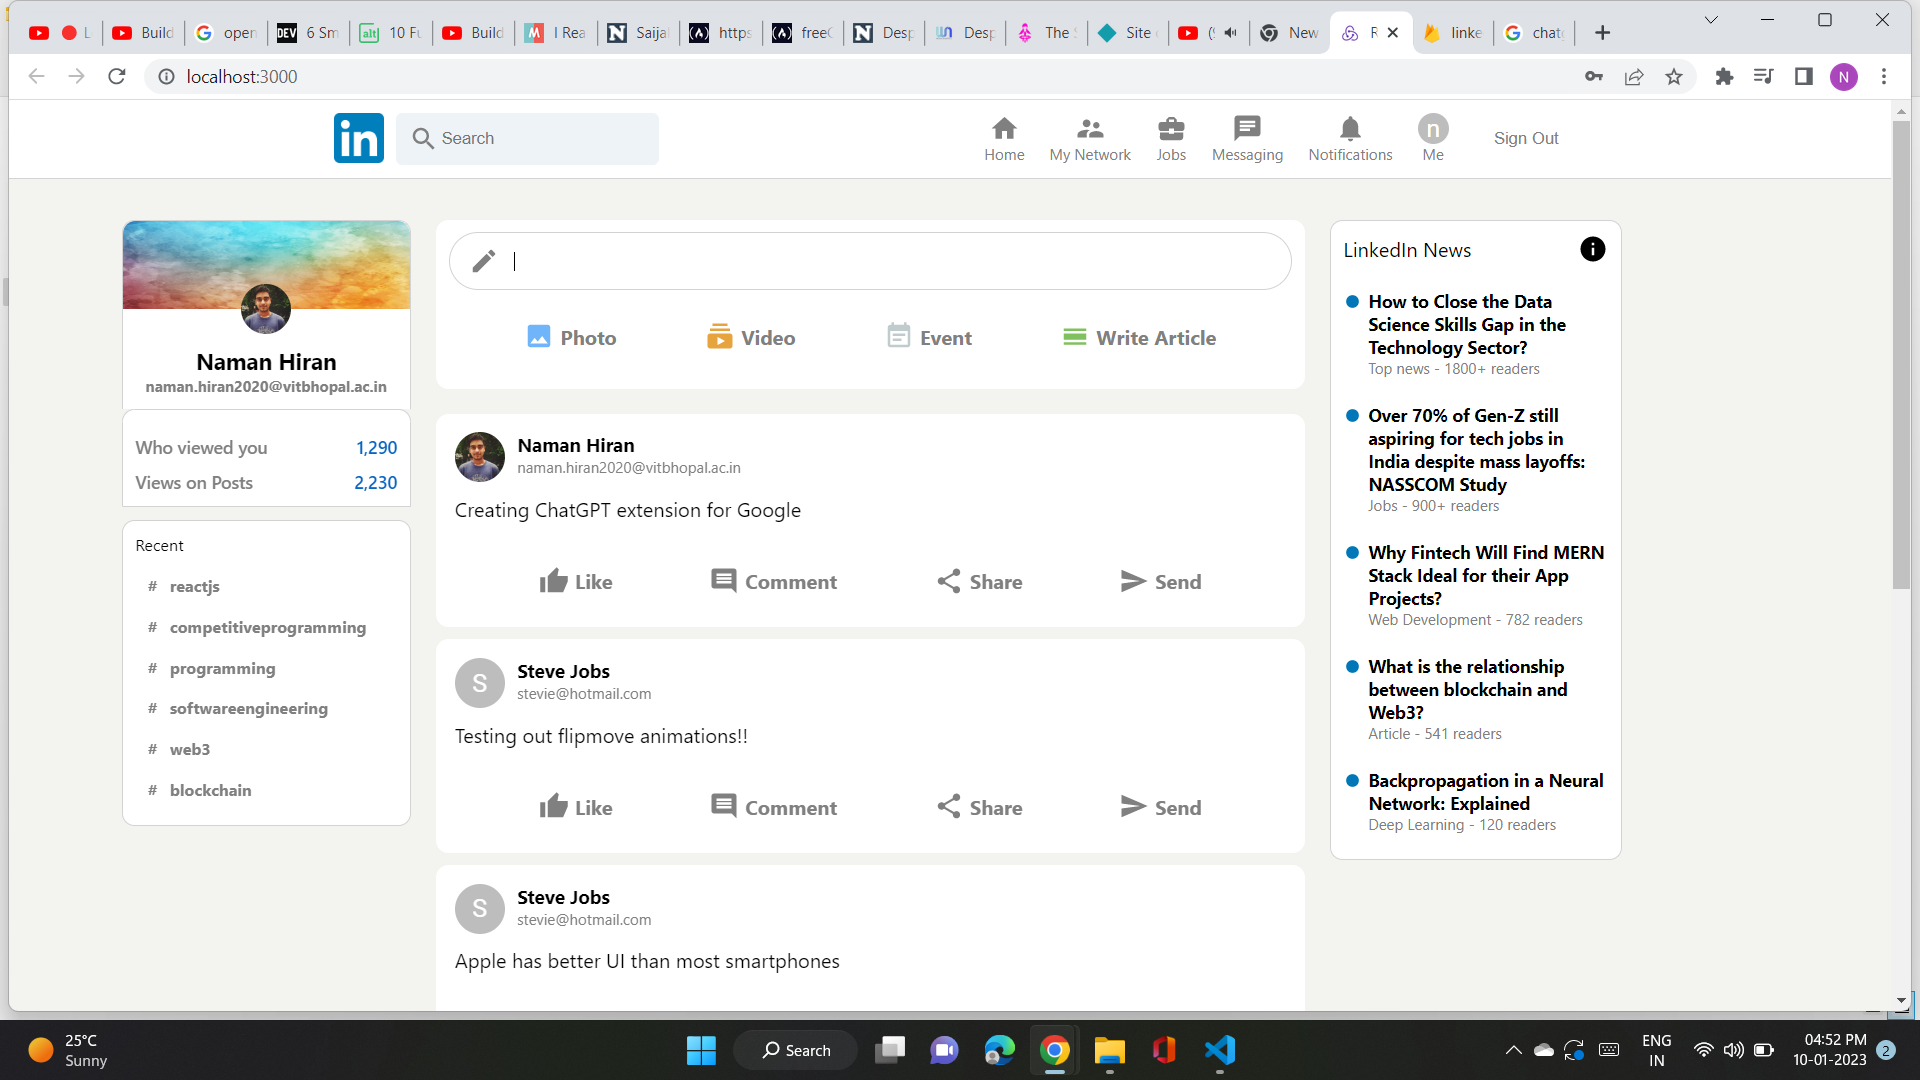 L
Build
open
DEV
6 Sm
alt
10 Fu
Build
M
I Rea
N
Saija
(A)
https
(A)
freeC
N
Desp
Desp
The S
Site
New
R
linke
chatg
localhost:3000
N
in
Search
Home
My Network
Jobs
Messaging
Notifications
n
Me
Sign Out
Naman Hiran
naman.hiran2020@vitbhopal.ac.in
Who viewed you
1,290
Views on Posts
2,230
Recent
# reactjs
# competitiveprogramming
# programming
# softwareengineering
# web3
# blockchain
Photo
Video
Event
Write Article
Naman Hiran
naman.hiran2020@vitbhopal.ac.in
Creating ChatGPT extension for Google
Like
Comment
Share
Send
S
Steve Jobs
stevie@hotmail.com
Testing out flipmove animations!!
Like
Comment
Share
Send
S
Steve Jobs
stevie@hotmail.com
Apple has better UI than most smartphones
LinkedIn News
How to Close the Data
Science Skills Gap in the
Technology Sector?
Top news - 1800+ readers
Over 70% of Gen-Z still
aspiring for tech jobs in
India despite mass layoffs:
NASSCOM Study
Jobs - 900+ readers
Why Fintech Will Find MERN
Stack Ideal for their App
Projects?
Web Development - 782 readers
What is the relationship
between blockchain and
Web3?
Article - 541 readers
Backpropagation in a Neural
Network: Explained
Deep Learning - 120 readers
25°C
Sunny
Search
ENG
IN
04:52 PM
10-01-2023
2